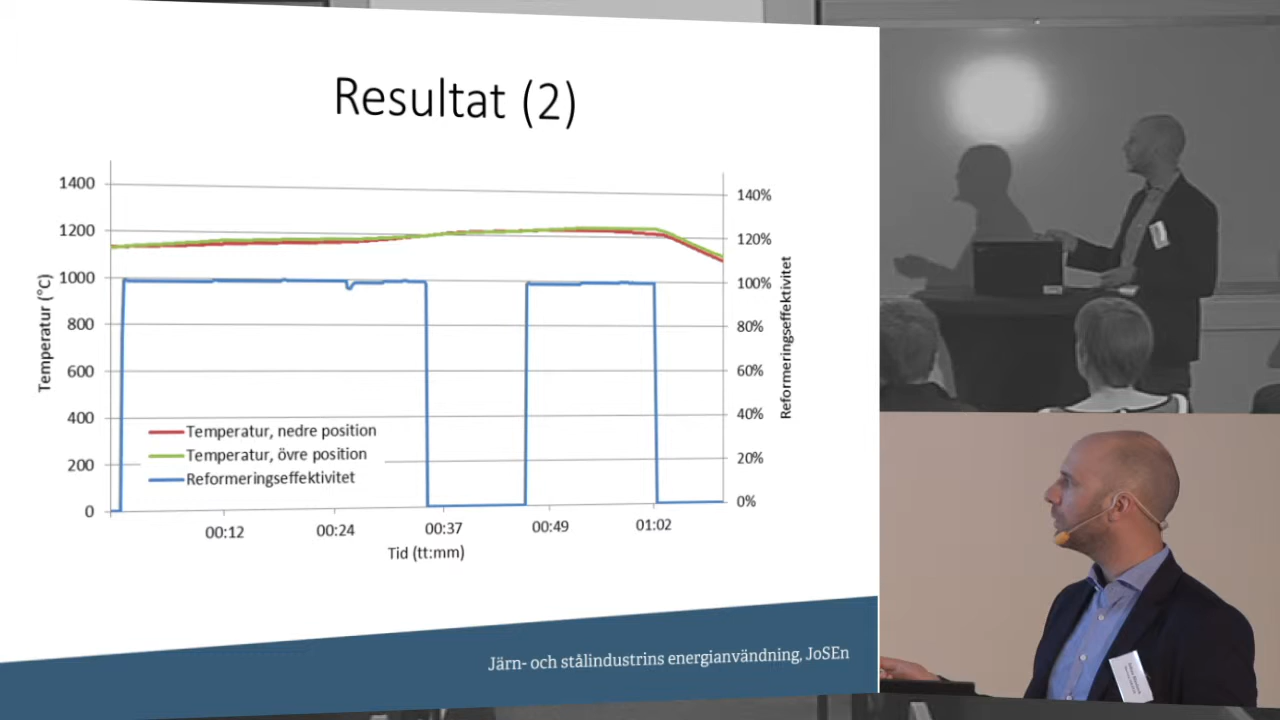 Resultat (2)
1400
1200
1000
800
600
400
200
0
Temperatur (°C)
140%
120%
100%
80%
60%
40%
20%
0%
Reformeringseffektivitet
Temperatur, nedre position
Temperatur, övre position
Reformeringseffektivitet
00:12
00:24
00:37
00:49
01:02
Tid (tt:mm)
Järn- och stålindustrins energianvändning, JoSEn